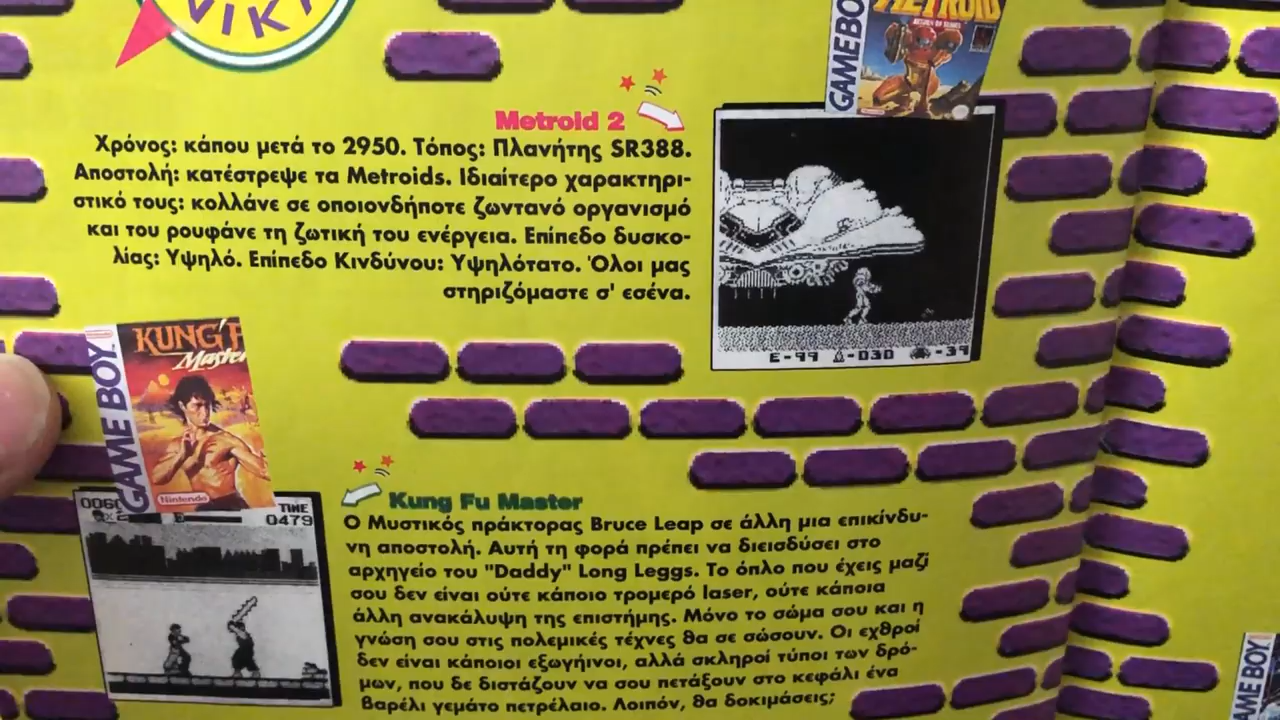 VIK
METROID
RETURN OF SAMUS
GAME BO
Metroid 2
Χρόνος: κάπου μετά το 2950. Τόπος: Πλανήτης SR388.
Αποστολή: κατέστρεψε τα Metroids. Ιδιαίτερο χαρακτηρι-
στικό τους: κολλάνε σε οποιονδήποτε ζωντανό οργανισμό
και του ρουφάνε τη ζωτική του ενέργεια. Επίπεδο δυσκο-
λίας: Υψηλό. Επίπεδο Κινδύνου: Υψηλότατο. Όλοι μας
στηριζόμαστε σ' εσένα.
E-99 -030 -39
KUNG F
Master
GAME BOY
Nintendo
006
TIME
0479
Kung Fu Master
Ο Μυστικός πράκτορας Bruce Leap σε άλλη μια επικίνδυ-
νη αποστολή. Αυτή τη φορά πρέπει να διεισδύσει στο
αρχηγείο του "Daddy" Long Leggs. Το όπλο που έχεις μαζί
σου δεν είναι ούτε κάποιο τρομερό laser, ούτε κάποια
άλλη ανακάλυψη της επιστήμης. Μόνο το σώμα σου και η
γνώση σου στις πολεμικές τέχνες θα σε σώσουν. Οι εχθροί
δεν είναι κάποιοι εξωγήινοι, αλλά σκληροί τύποι των δρό-
μων, που δε διστάζουν να σου πετάξουν στο κεφάλι ένα
βαρέλι γεμάτο πετρέλαιο. Λοιπόν, θα δοκιμάσεις;
AME BOY